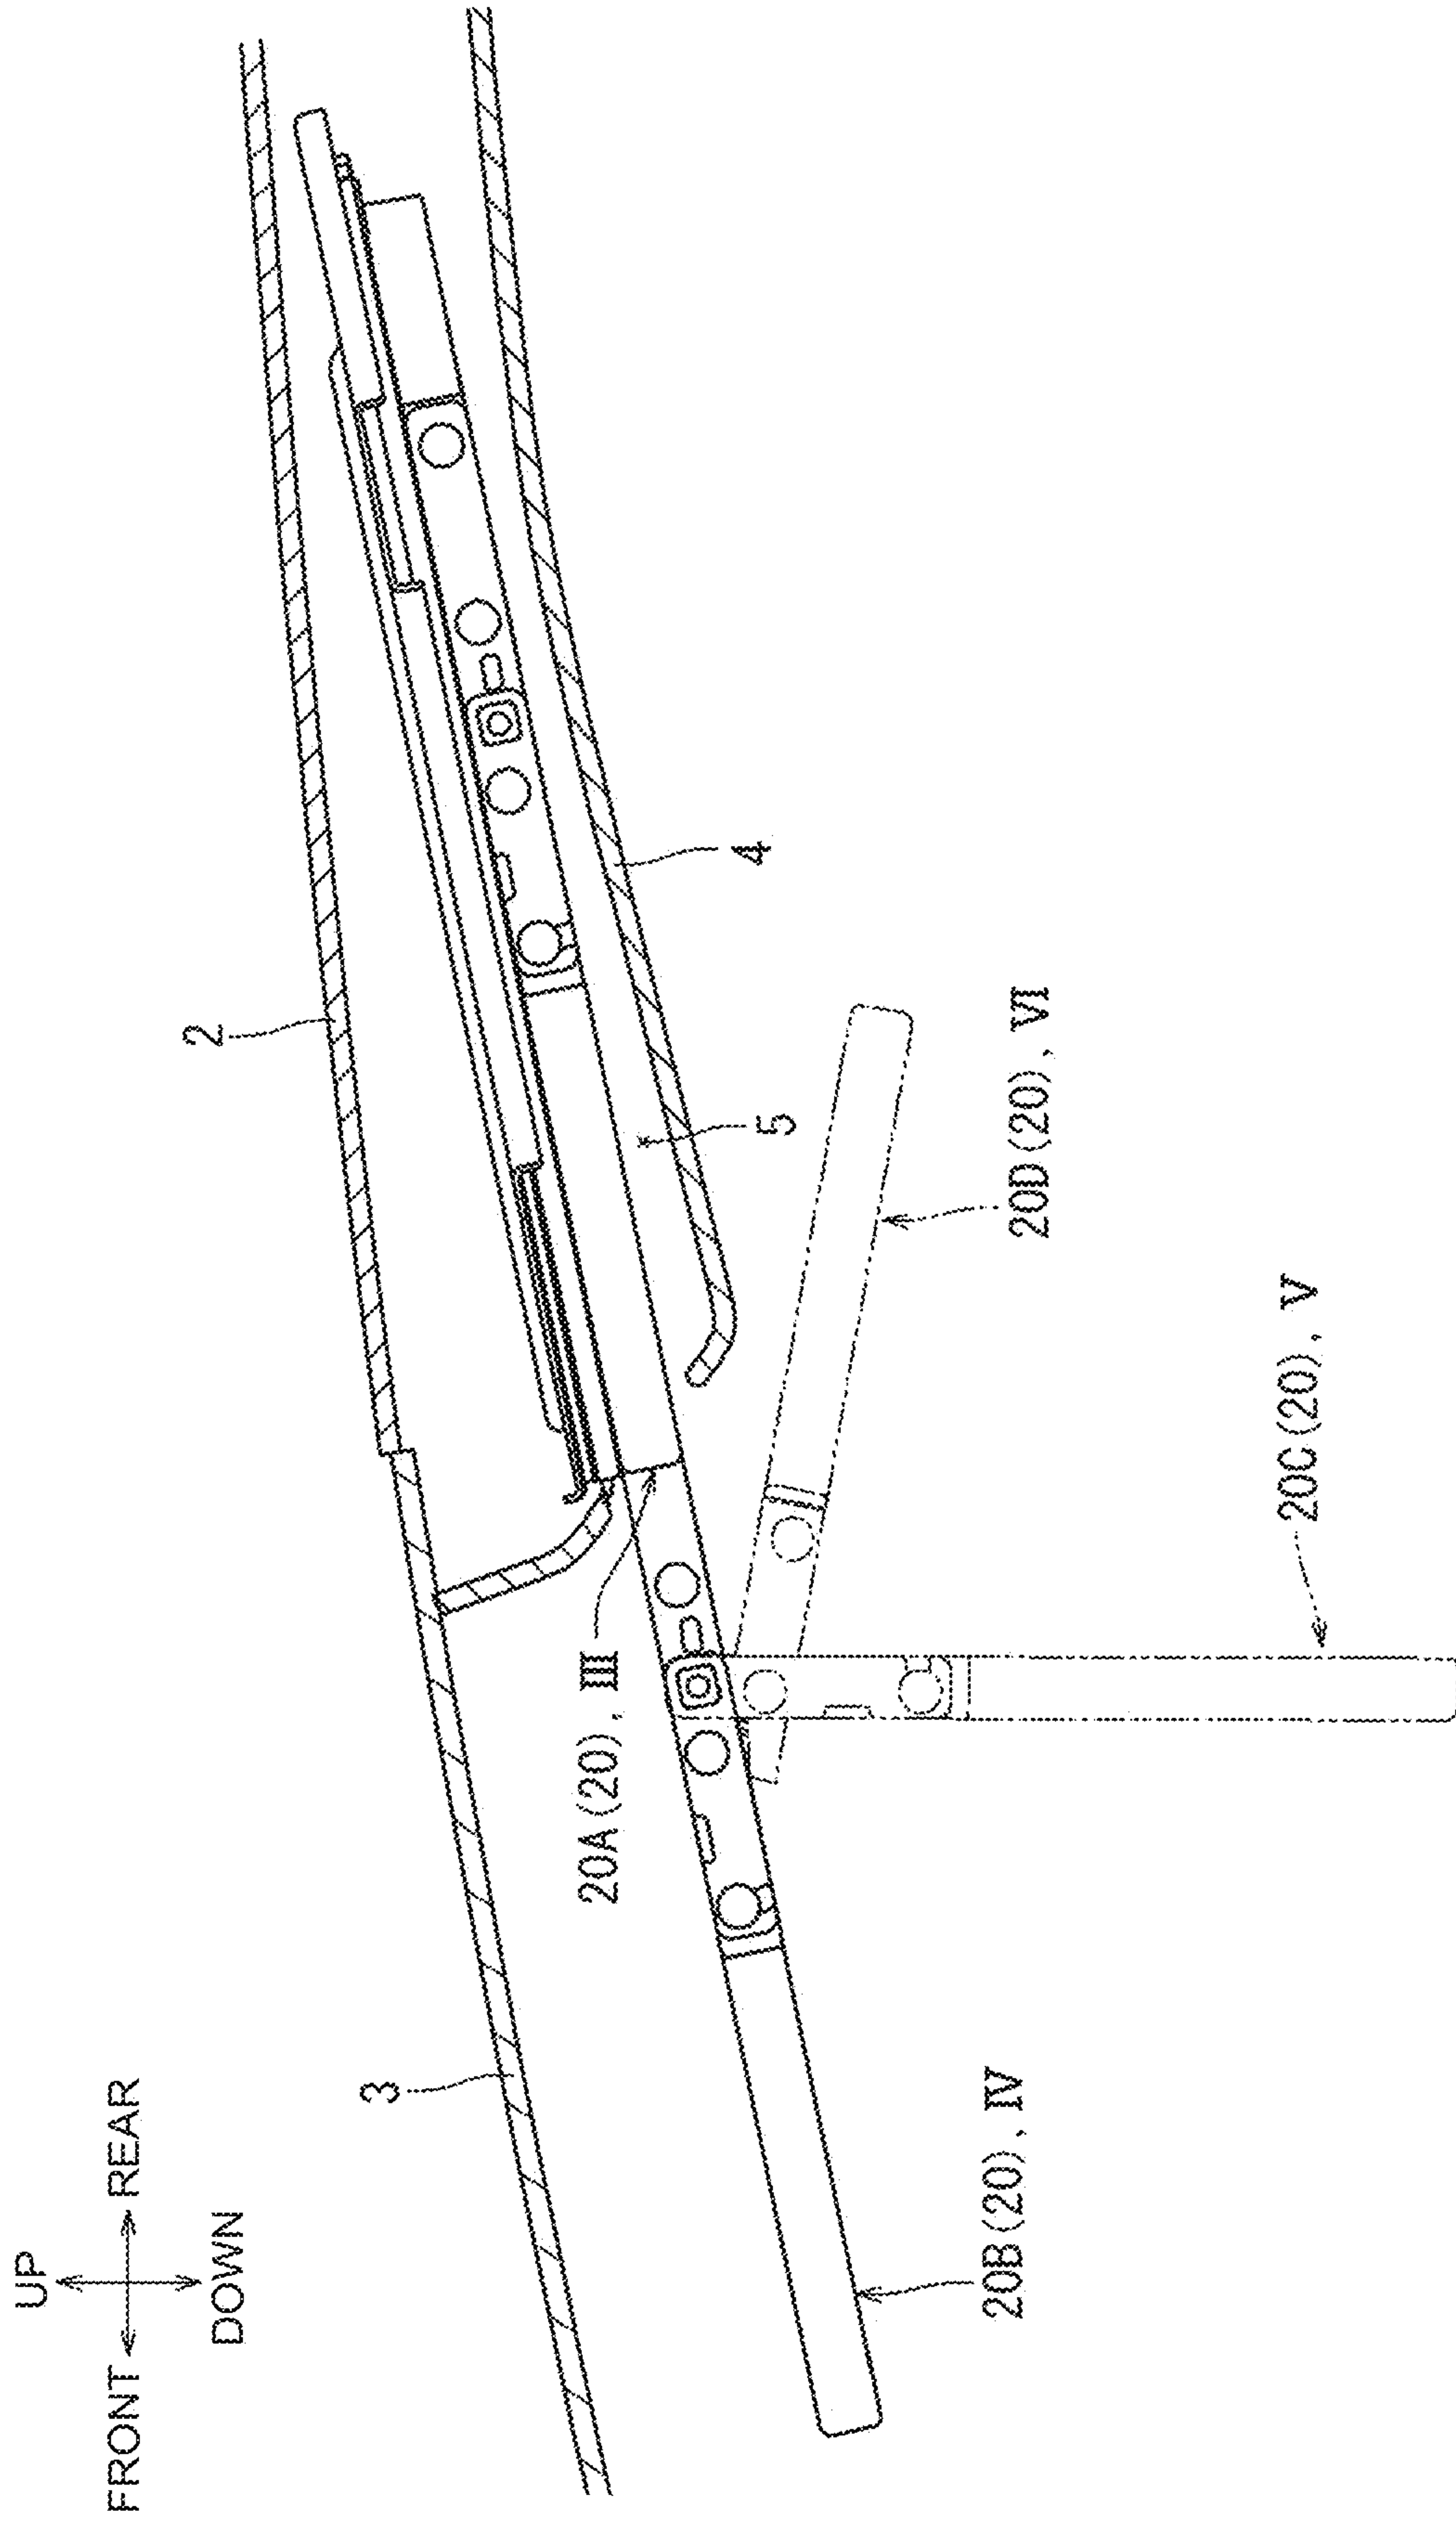 UP
FRONT
REAR
DOWN
2
3
4
5
20A(20), III
20B(20), IV
20C(20), V
20D(20), VI